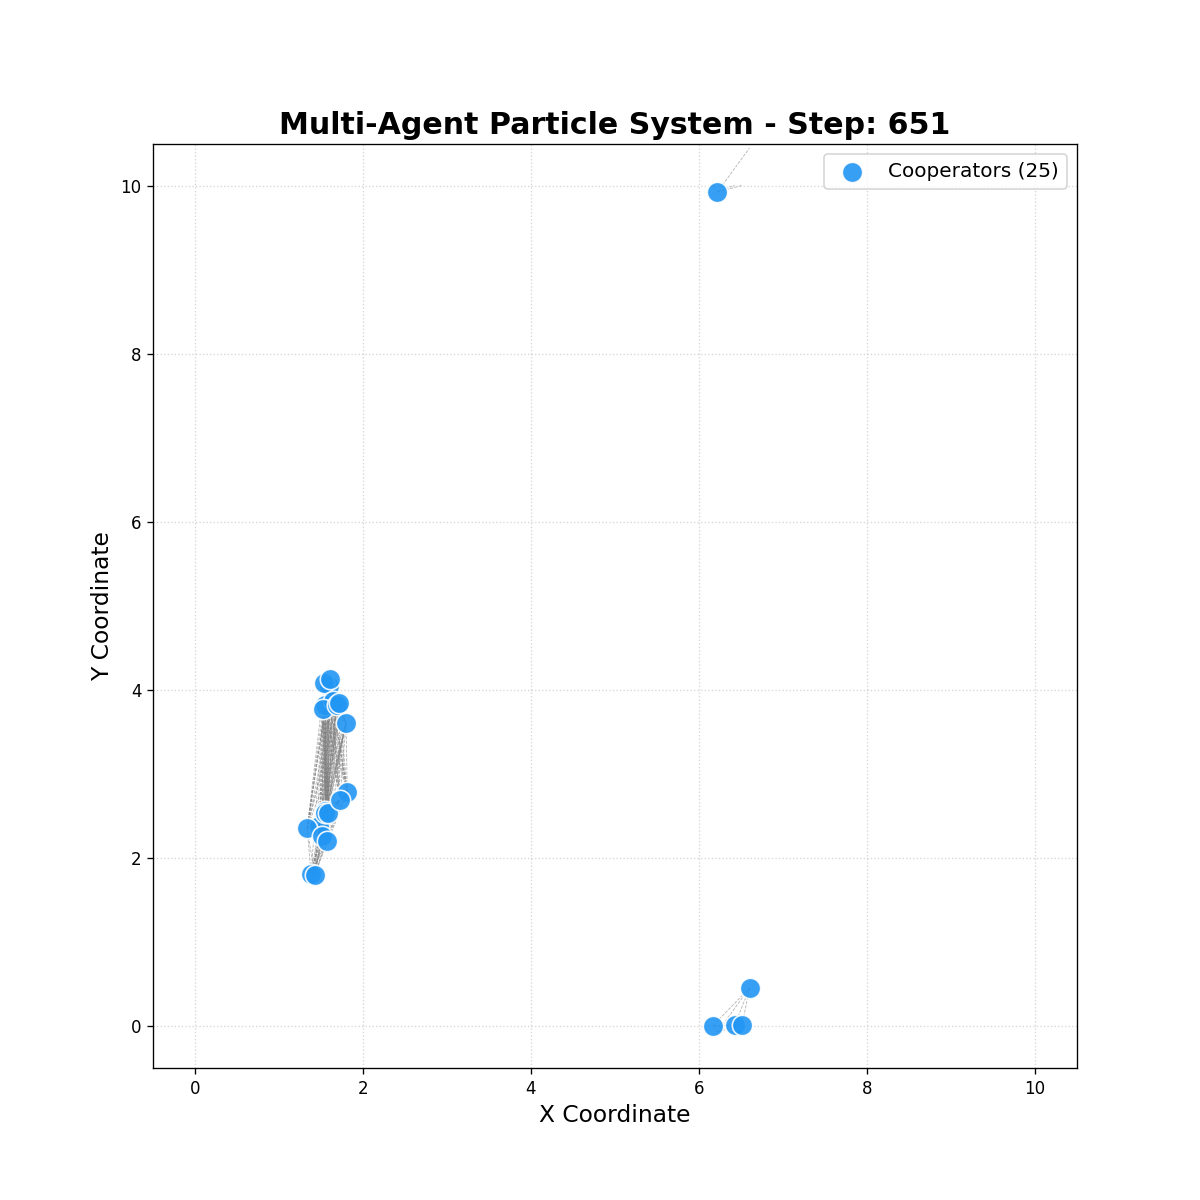 Multi-Agent Particle System - Step: 651
Cooperators (25)
10
8
6
4
2
0
Y Coordinate
0 2 4 6 8 10
X Coordinate